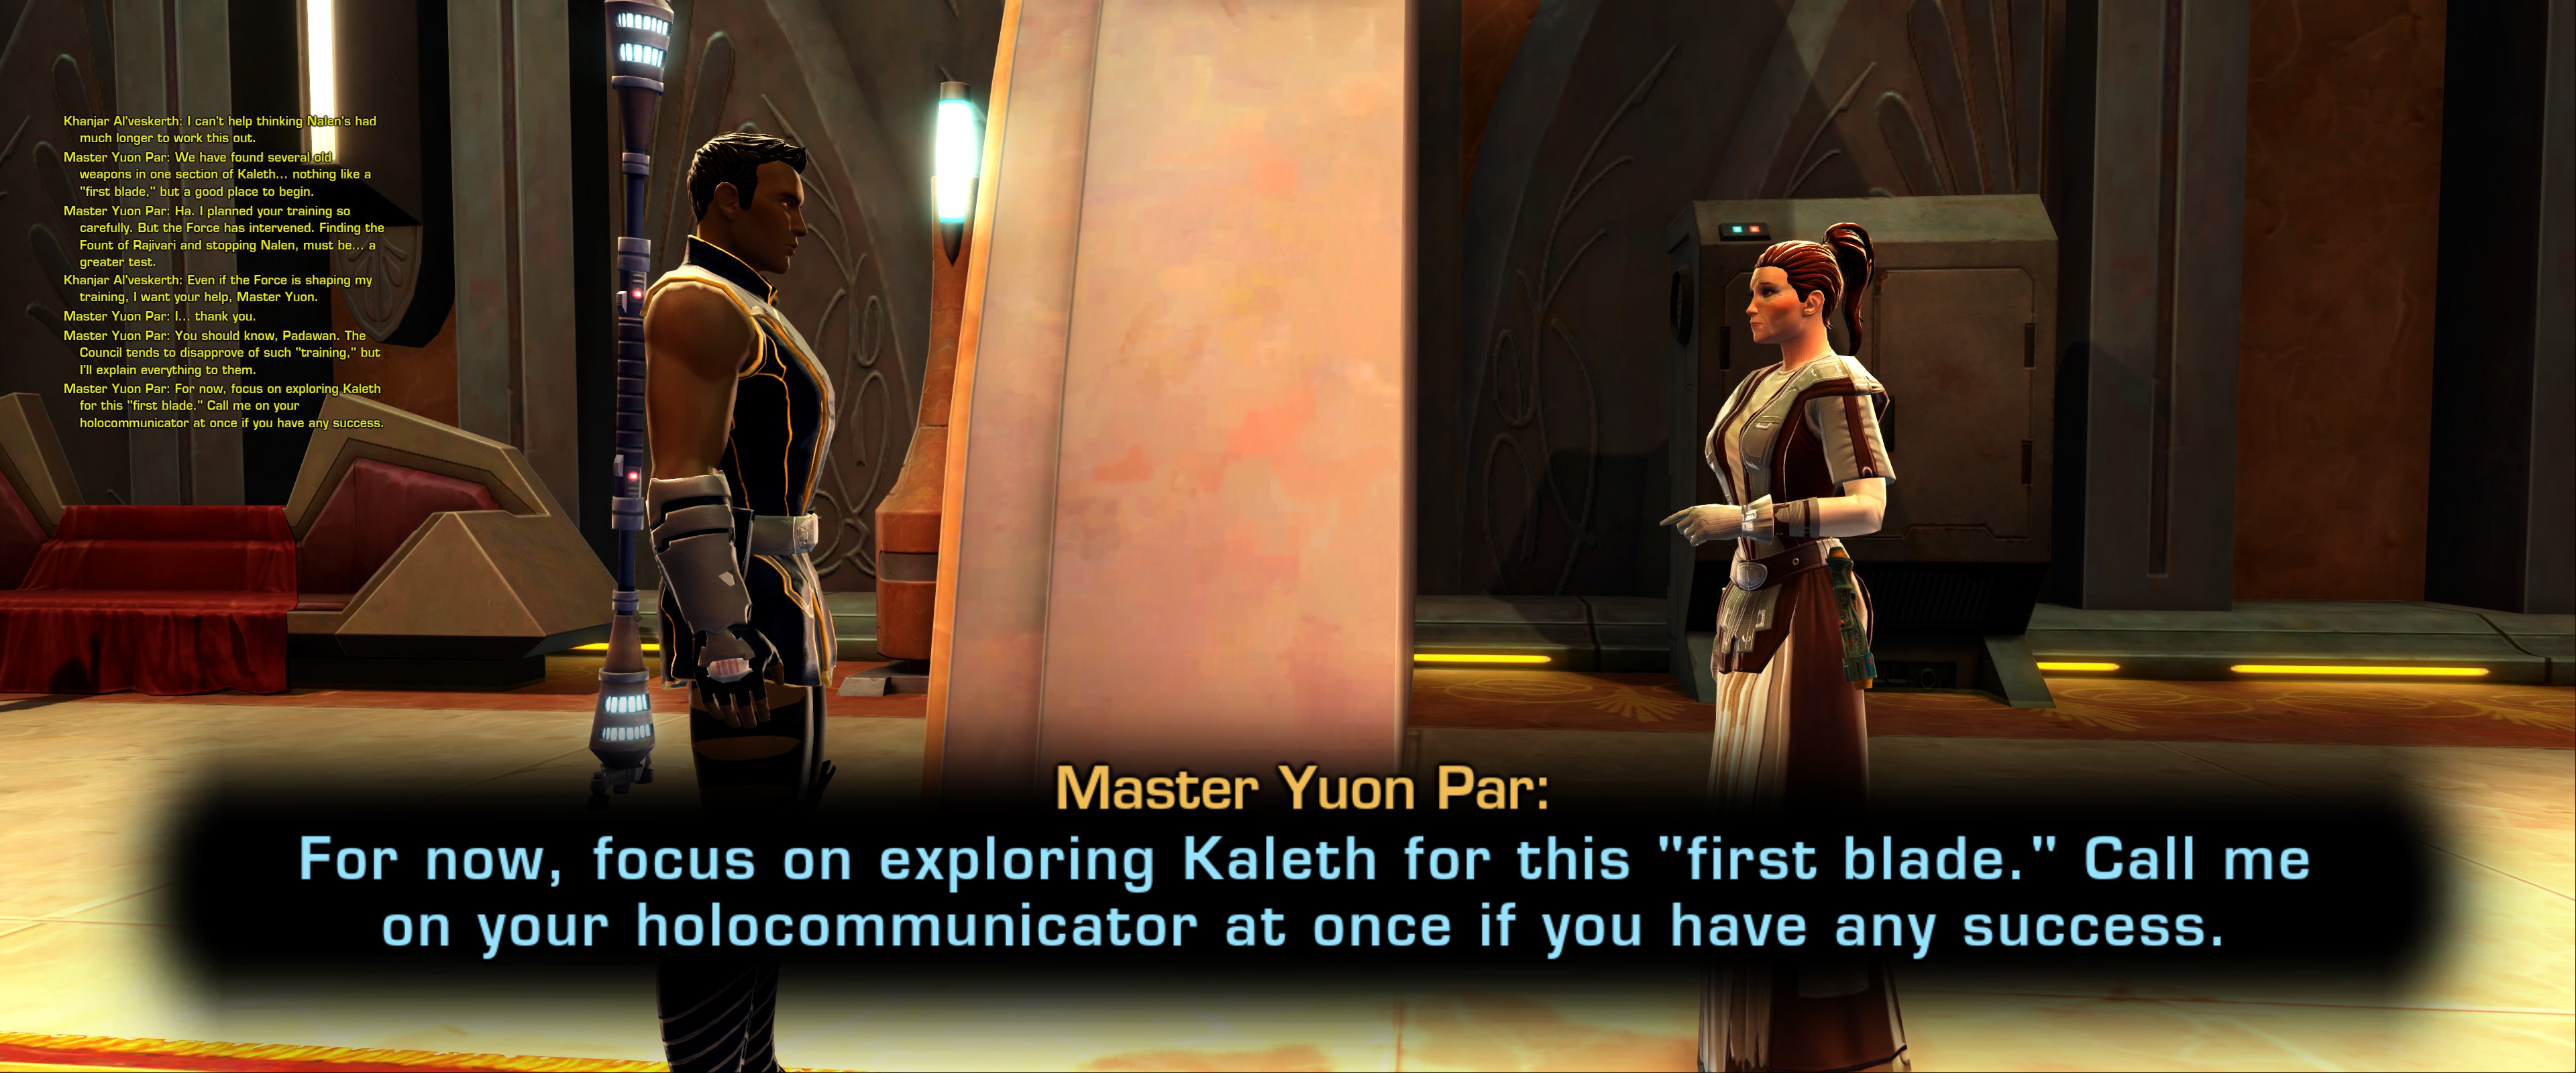 Khanjar Al'veskerth: I can't help thinking Nalen's had
much longer to work this out.
Master Yuon Par: We have found several old
weapons in one section of Kaleth... nothing like a
"first blade," but a good place to begin.
Master Yuon Par: Ha. I planned your training so
carefully. But the Force has intervened. Finding the
Fount of Rajivari and stopping Nalen, must be... a
greater test.
Khanjar Al'veskerth: Even if the Force is shaping my
training, I want your help, Master Yuon.
Master Yuon Par: I... thank you.
Master Yuon Par: You should know, Padawan. The
Council tends to disapprove of such "training," but
I'll explain everything to them.
Master Yuon Par: For now, focus on exploring Kaleth
for this "first blade." Call me on your
holocommunicator at once if you have any success.
Master Yuon Par:
For now, focus on exploring Kaleth for this "first blade." Call me
on your holocommunicator at once if you have any success.